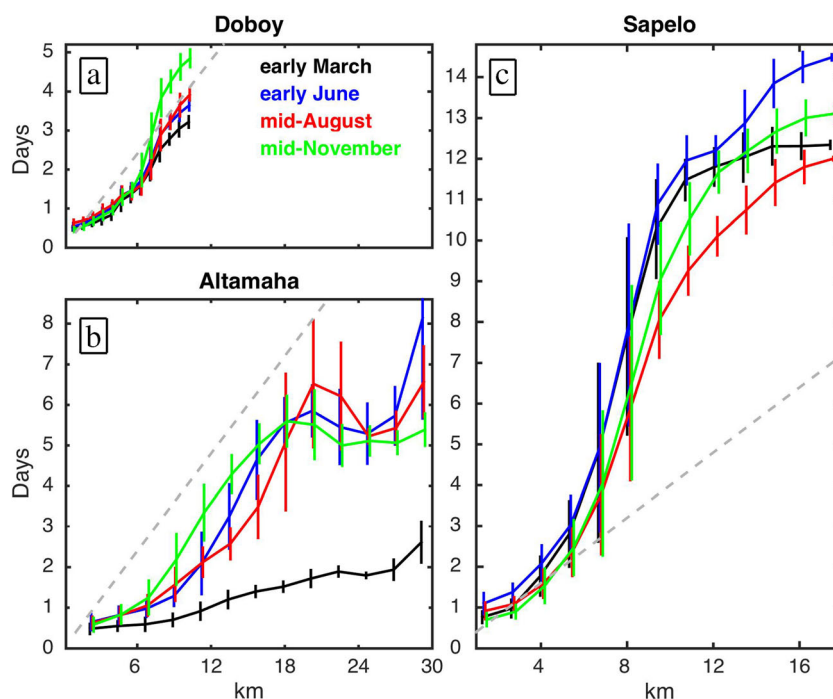 Doboy
Sapelo
a
early March
early June
mid-August
mid-November
Days
5
4
3
2
1
0
Altamaha
b
Days
8
7
6
5
4
3
2
1
0
6 12 18 24 30
km
c
14
13
12
11
10
9
8
7
6
5
4
3
2
1
0
4 8 12 16
km